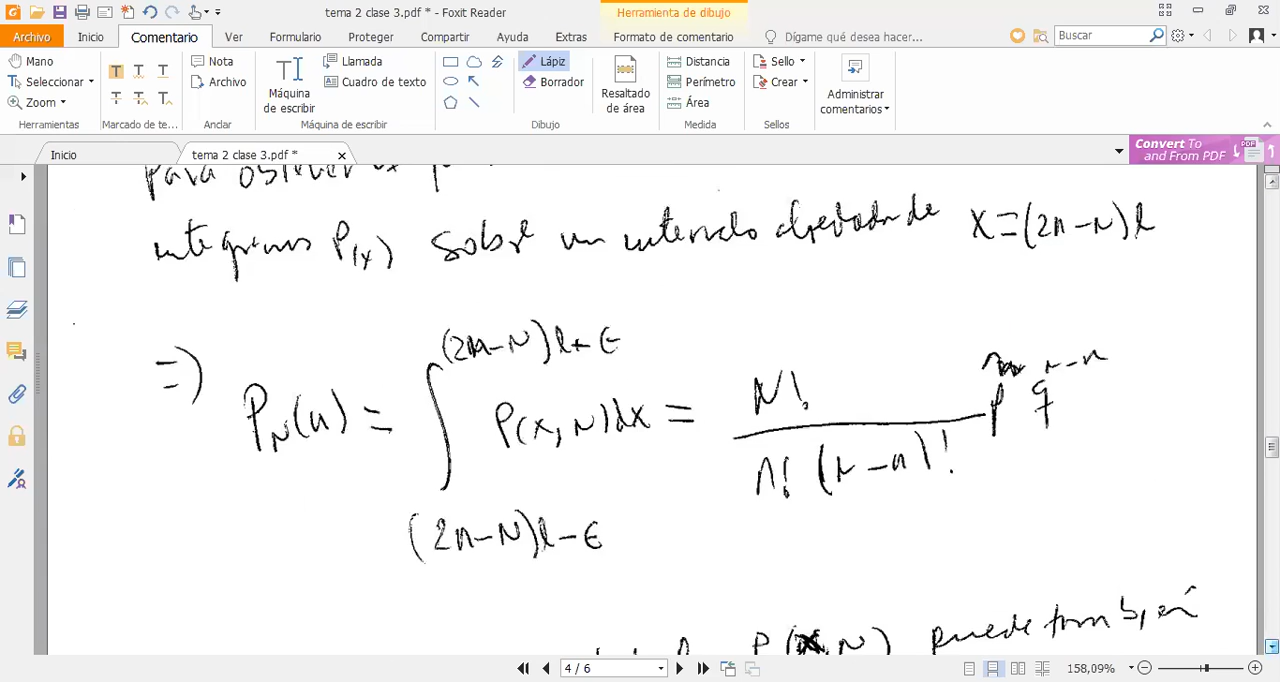 tema 2 clase 3.pdf * - Foxit Reader
Herramienta de dibujo
Archivo Inicio Comentario Ver Formulario Proteger Compartir Ayuda Extras Formato de comentario Dígame qué desea hacer... Buscar
Mano
Seleccionar
Zoom
Herramientas
T T T
T T T
Marcado de te...
Nota
Archivo
Anclar
Máquina
de escribir
Llamada
Cuadro de texto
Máquina de escribir
Lápiz
Borrador
Dibujo
Resaltado
de área
Distancia
Perímetro
Área
Medida
Sello
Crear
Sellos
Administrar
comentarios
Inicio
tema 2 clase 3.pdf *
Convert To
and From PDF
PDF
para obtener
integramos P(x) sobre un intervalo alrededor de x=(2n-N)l
=) P_N(n) = ∫_{(2n-N)l-ϵ}^{(2n-N)l+ϵ} P(x,N)dx = N! / n!(N-n)! p^n q^{N-n}
P(x,N) puede también
4 / 6
158,09%